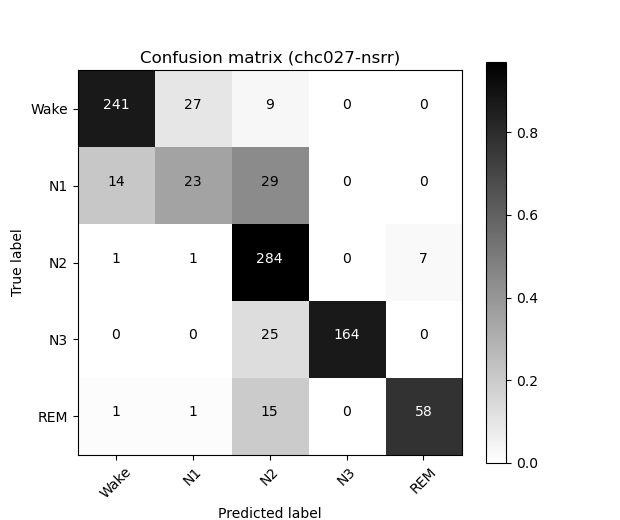 Confusion matrix (chc027-nsrr)
Wake 241 27 9 0 0
N1 14 23 29 0 0
N2 1 1 284 0 7
N3 0 0 25 164 0
REM 1 1 15 0 58
Wake N1 N2 N3 REM
Predicted label
True label
0.8
0.6
0.4
0.2
0.0